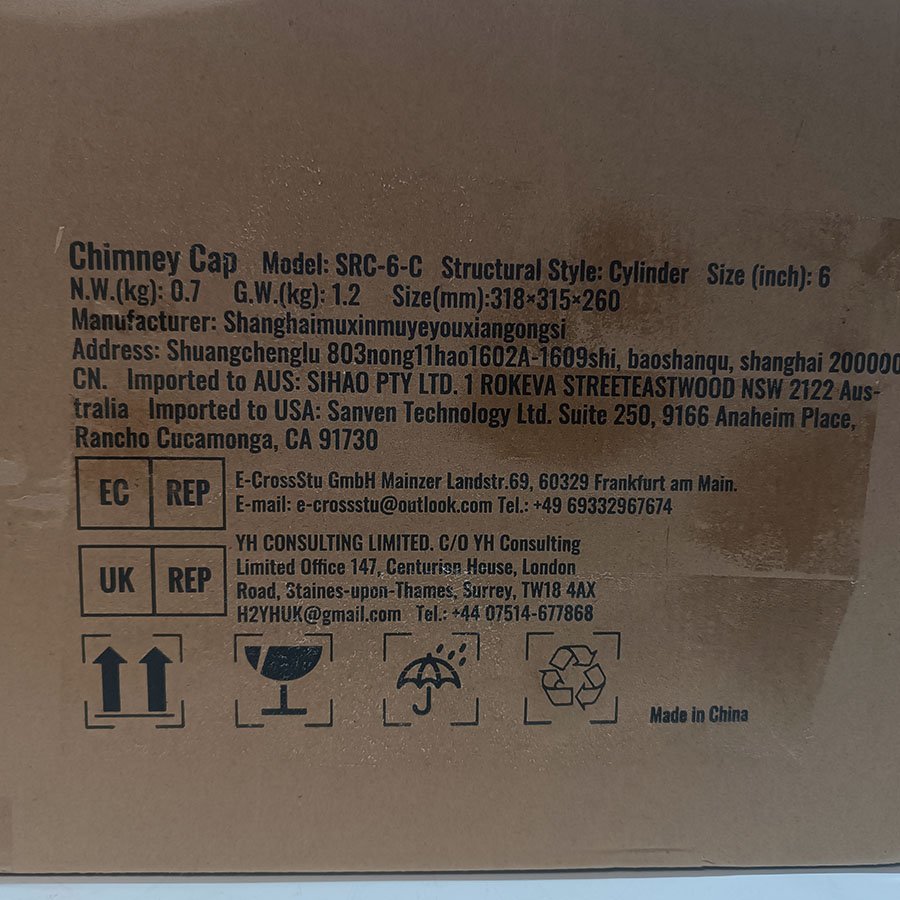 Chimney Cap Model: SRC-6-C Structural Style: Cylinder Size (inch): 6
N.W.(kg): 0.7 G.W.(kg): 1.2 Size(mm):318×315×260
Manufacturer: Shanghaimuxinmuyeyouxiangongsi
Address: Shuangchenglu 803nong11hao1602A-1609shi, baoshanqu, shanghai 200000
CN. Imported to AUS: SIHAO PTY LTD. 1 ROKEVA STREETEASTWOOD NSW 2122 Aus-
tralia Imported to USA: Sanven Technology Ltd. Suite 250, 9166 Anaheim Place,
Rancho Cucamonga, CA 91730
EC REP
E-CrossStu GmbH Mainzer Landstr.69, 60329 Frankfurt am Main.
E-mail: e-crossstu@outlook.com Tel.: +49 69332967674
UK REP
YH CONSULTING LIMITED. C/O YH Consulting
Limited Office 147, Centurion House, London
Road, Staines-upon-Thames, Surrey, TW18 4AX
H2YHUK@gmail.com Tel.: +44 07514-677868
Made in China